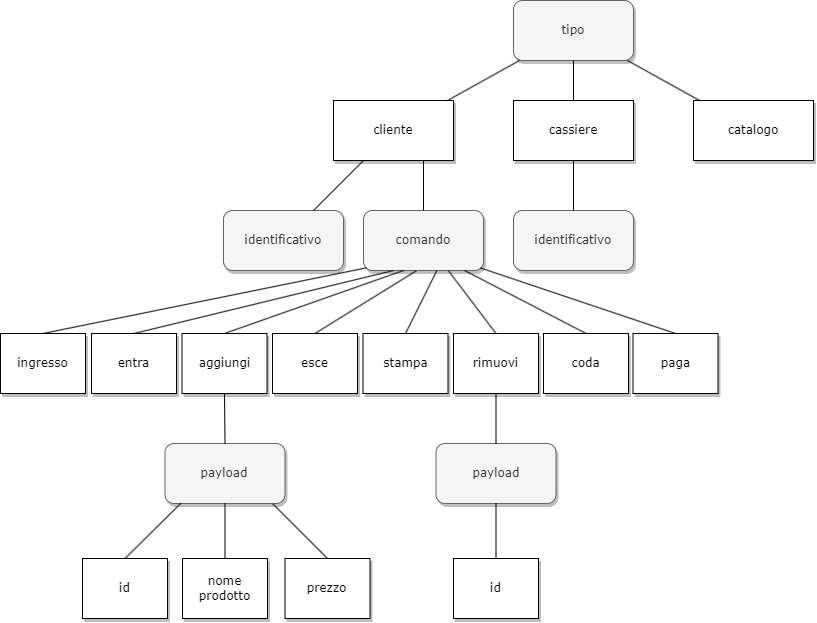 tipo
cliente
cassiere
catalogo
identificativo
comando
identificativo
ingresso
entra
aggiungi
esce
stampa
rimuovi
coda
paga
payload
payload
id
nome
prodotto
prezzo
id